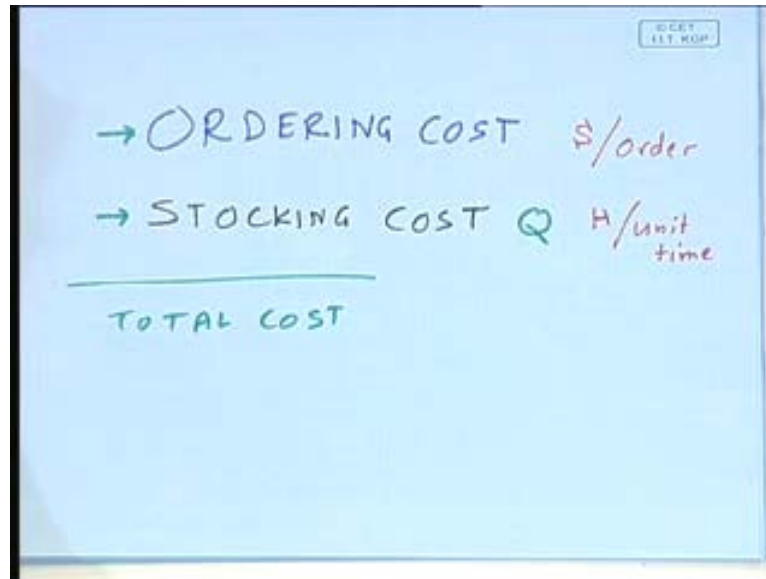 © CET
I.I.T. KGP
→ ORDERING COST $/order
→ STOCKING COST Q H/unit time
TOTAL COST